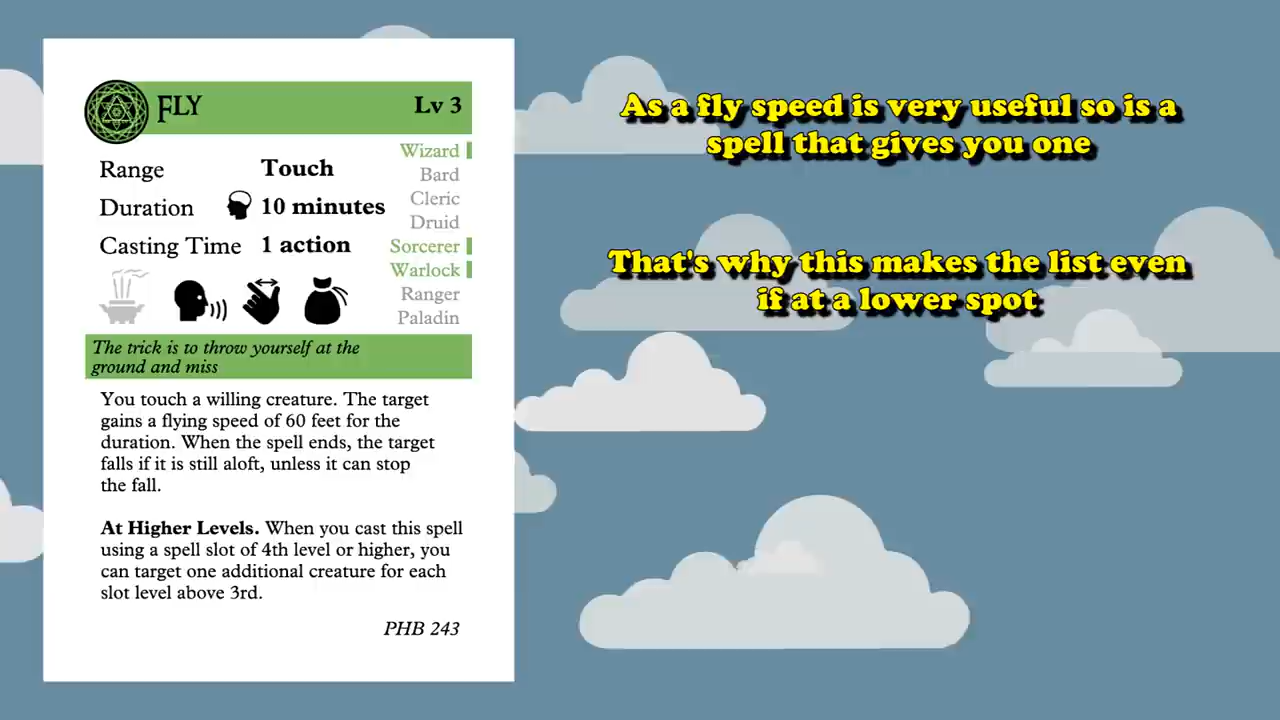 FLY
Lv 3
Range Touch
Duration 10 minutes
Casting Time 1 action
Wizard
Bard
Cleric
Druid
Sorcerer
Warlock
Ranger
Paladin
The trick is to throw yourself at the
ground and miss
You touch a willing creature. The target
gains a flying speed of 60 feet for the
duration. When the spell ends, the target
falls if it is still aloft, unless it can stop
the fall.
At Higher Levels. When you cast this spell
using a spell slot of 4th level or higher, you
can target one additional creature for each
slot level above 3rd.
PHB 243
As a fly speed is very useful so is a
spell that gives you one
That's why this makes the list even
if at a lower spot